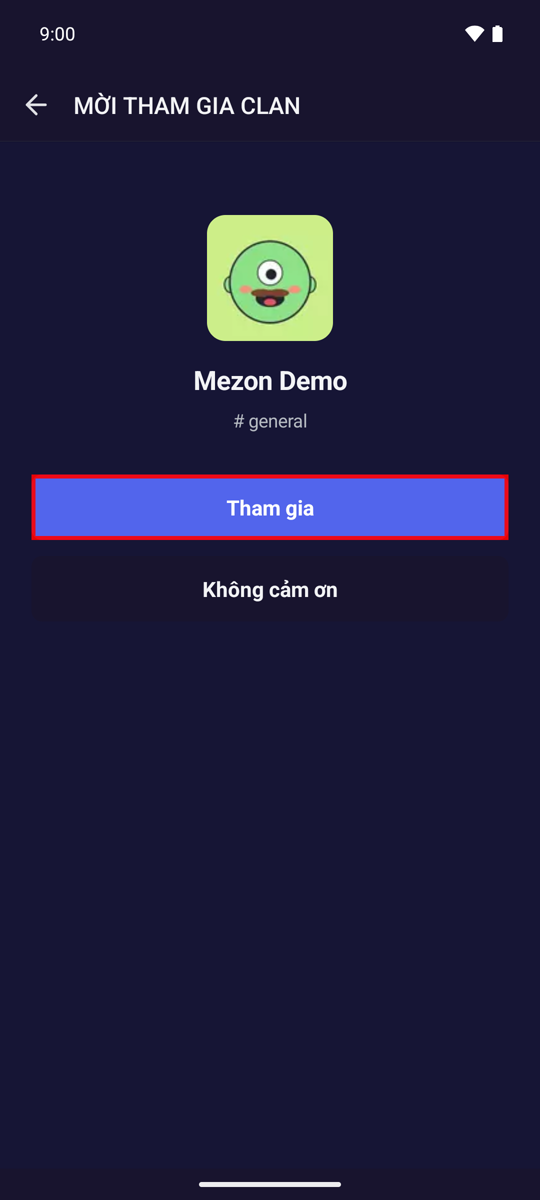 9:00
MỜI THAM GIA CLAN
Mezon Demo
# general
Tham gia
Không cảm ơn